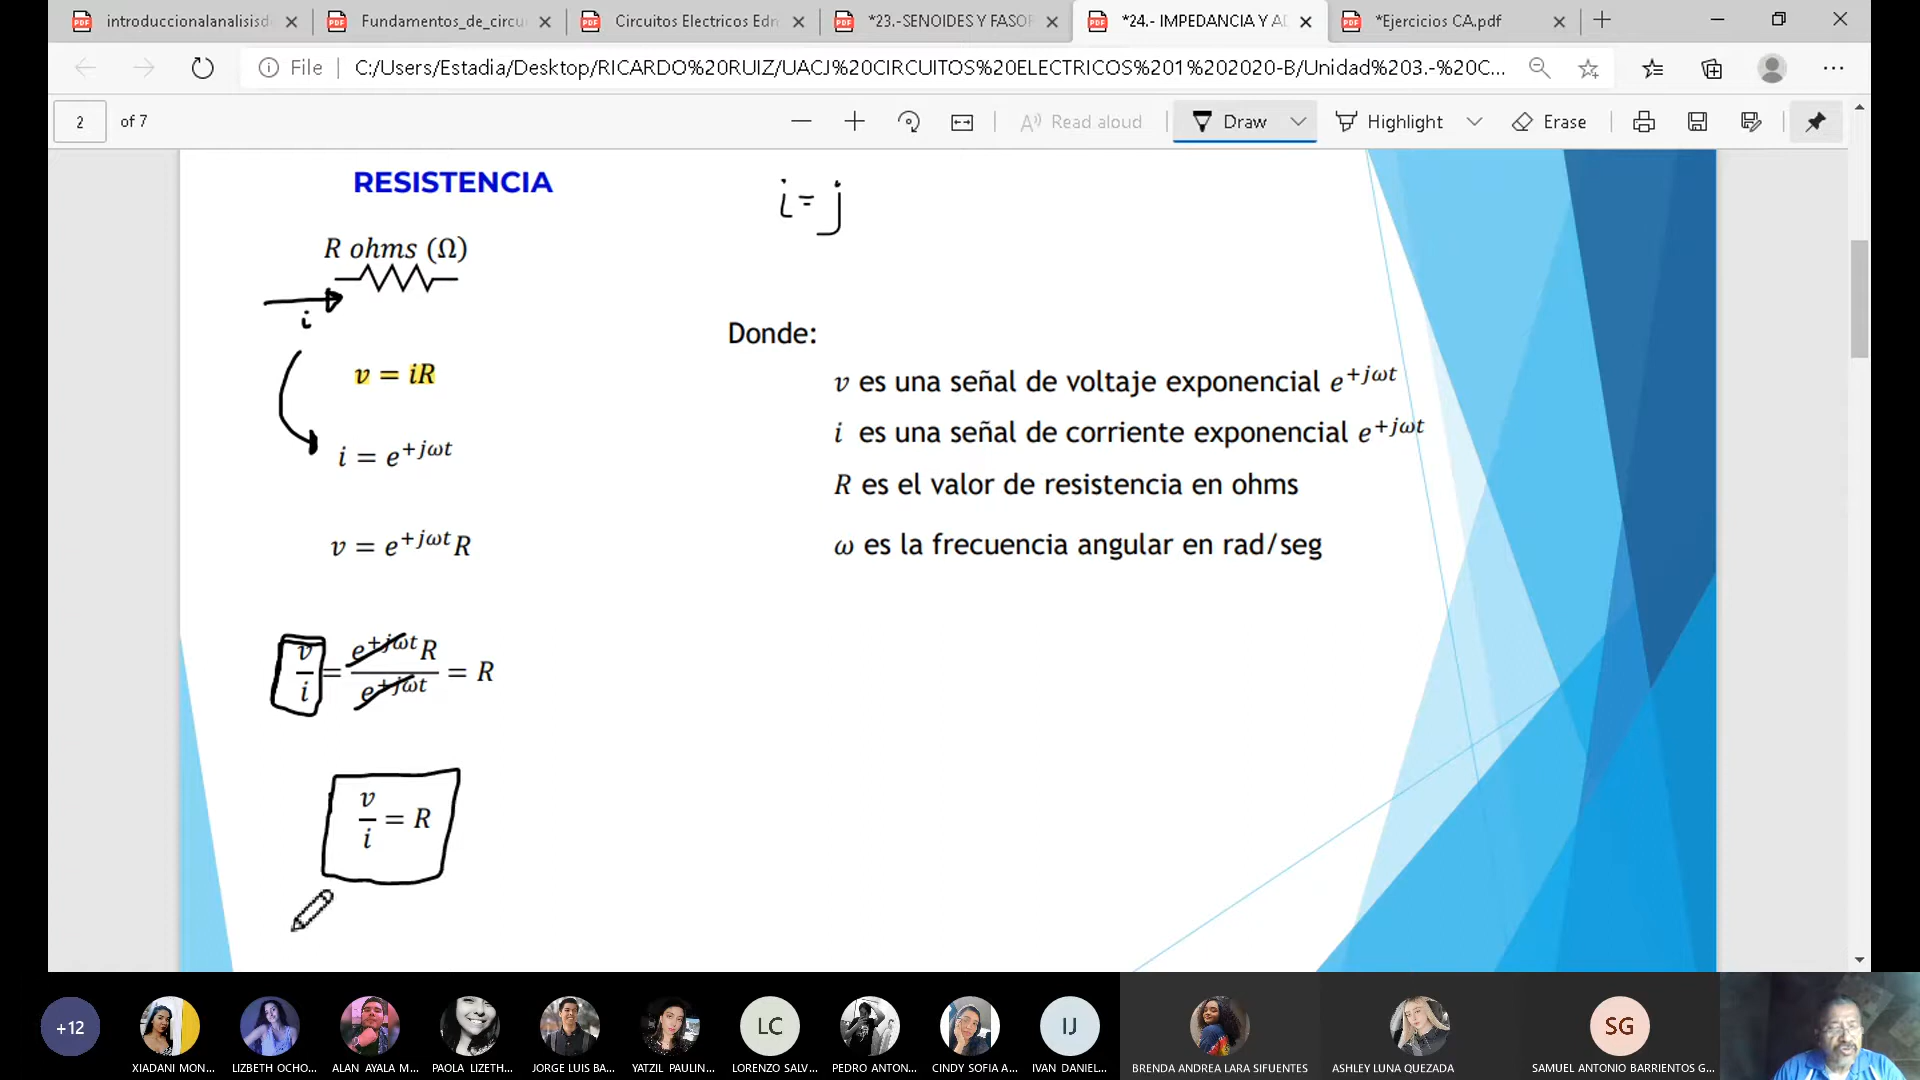 introduccionalanalisisd
Fundamentos_de_circu
Circuitos Electricos Edm
*23.-SENOIDES Y FASOR
*24.- IMPEDANCIA Y AD
*Ejercicios CA.pdf
File
C:/Users/Estadia/Desktop/RICARDO%20RUIZ/UACJ%20CIRCUITOS%20ELECTRICOS%201%202020-B/Unidad%203.-%20C...
2 of 7
Read aloud
Draw
Highlight
Erase
RESISTENCIA
i = j
R ohms (Ω)
i
v = iR
i = e^{+jωt}
v = e^{+jωt}R
v/i = e^{+jωt}R/e^{+jωt} = R
v/i = R
Donde:
v es una señal de voltaje exponencial e^{+jωt}
i es una señal de corriente exponencial e^{+jωt}
R es el valor de resistencia en ohms
ω es la frecuencia angular en rad/seg
+12
LC
IJ
SG
XIADANI MON...
LIZBETH OCHO...
ALAN AYALA M...
PAOLA LIZETH...
JORGE LUIS BA...
YATZIL PAULIN...
LORENZO SALV...
PEDRO ANTON...
CINDY SOFIA A...
IVAN DANIEL...
BRENDA ANDREA LARA SIFUENTES
ASHLEY LUNA QUEZADA
SAMUEL ANTONIO BARRIENTOS G...